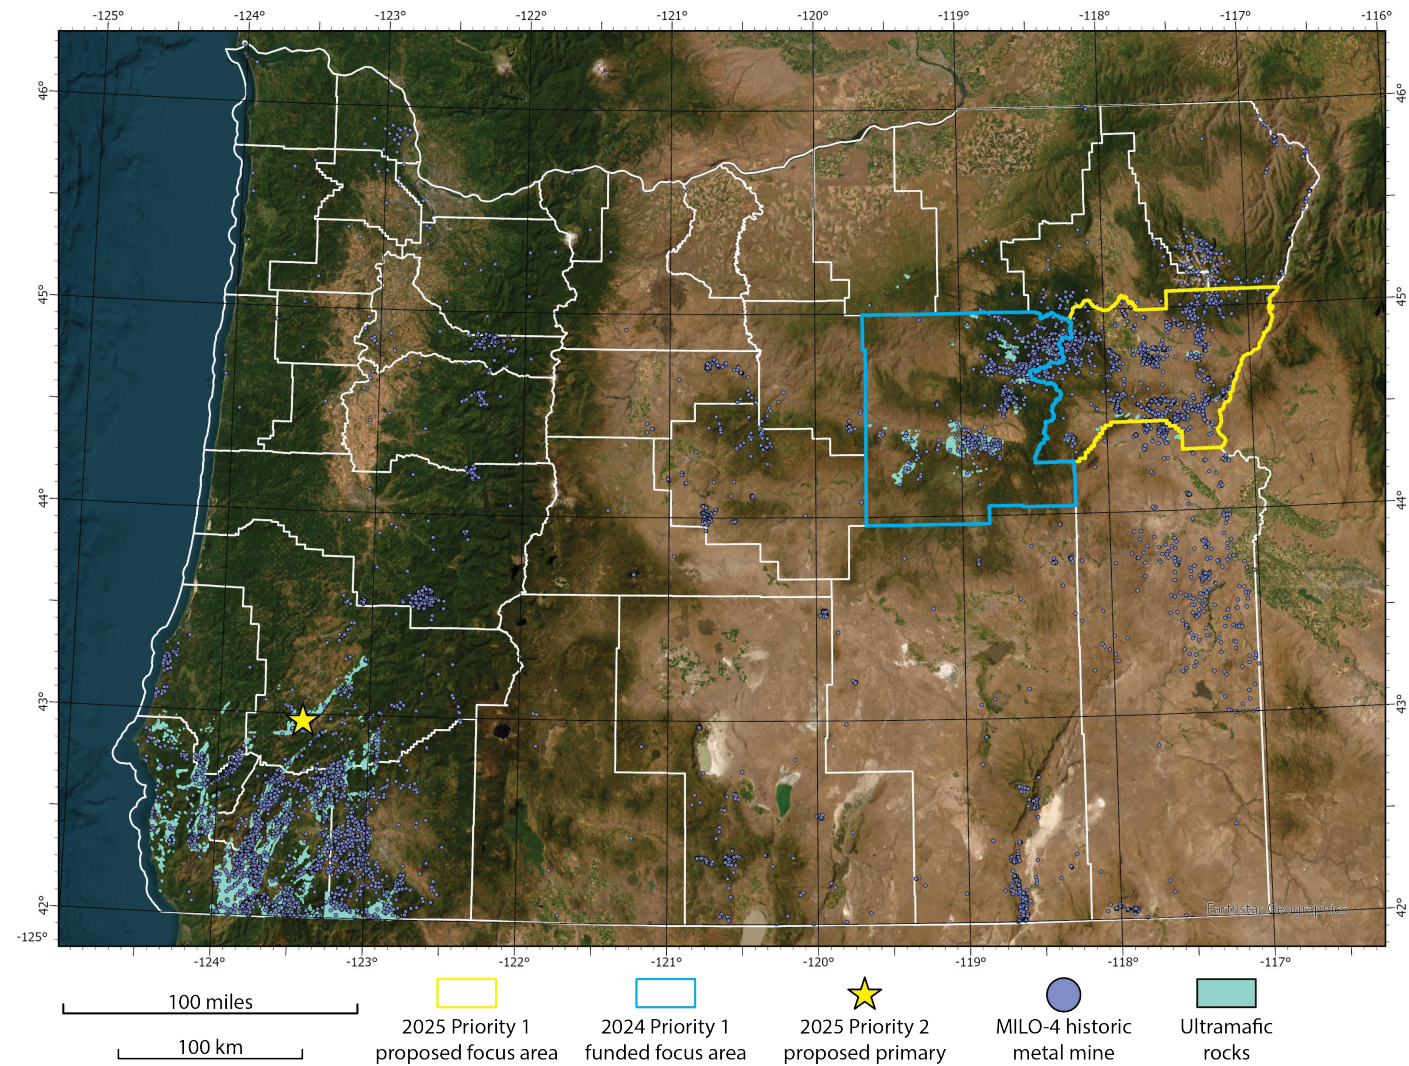 -125° -124° -123° -122° -121° -120° -119° -118° -117° -116°
46° 46°
45° 45°
44° 44°
43° 43°
42° 42°
Earthstar Geographics
-125°
-124° -123° -122° -121° -120° -119° -118° -117°
100 miles
100 km
2025 Priority 1
proposed focus area
2024 Priority 1
funded focus area
2025 Priority 2
proposed primary
MILO-4 historic
metal mine
Ultramafic
rocks